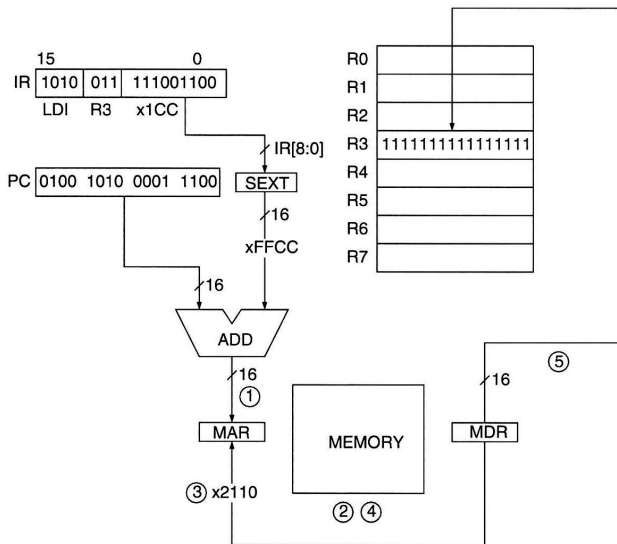 15 0
IR 1010 011 111001100
LDI R3 x1CC
IR[8:0]
PC 0100 1010 0001 1100
SEXT
16
xFFCC
16
ADD
16
①
MAR
③ x2110
MEMORY
② ④
MDR
16
⑤
R0
R1
R2
R3 1111111111111111
R4
R5
R6
R7